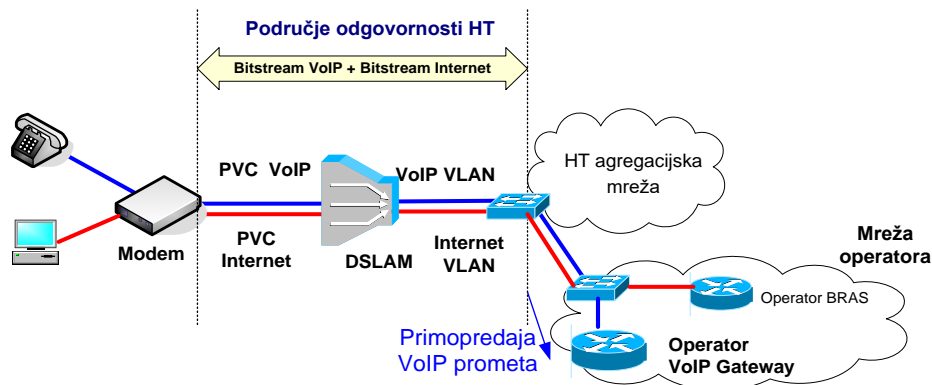 Područje odgovornosti HT
Bitstream VoIP + Bitstream Internet
PVC VoIP
VoIP VLAN
HT agregacijska
mreža
Modem
PVC
Internet
DSLAM
Internet
VLAN
Mreža
operatora
Operator BRAS
Primopredaja
VoIP prometa
Operator
VoIP Gateway